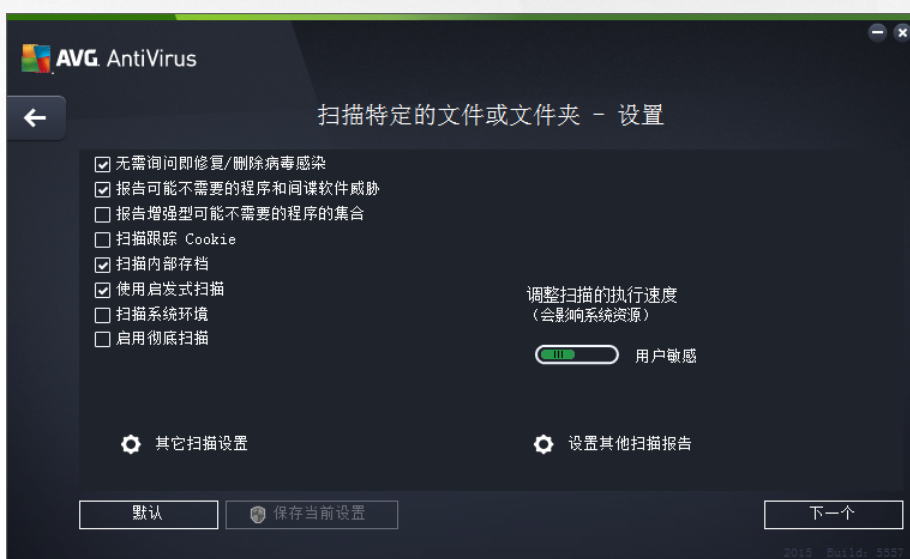 AVG. AntiVirus
扫描特定的文件或文件夹 - 设置
无需询问即修复/删除病毒感染
报告可能不需要的程序和间谍软件威胁
报告增强型可能不需要的程序的集合
扫描跟踪 Cookie
扫描内部存档
使用启发式扫描
扫描系统环境
启用彻底扫描
调整扫描的执行速度
(会影响系统资源)
用户敏感
其它扫描设置
设置其他扫描报告
默认
保存当前设置
下一个
2015 Build: 5557